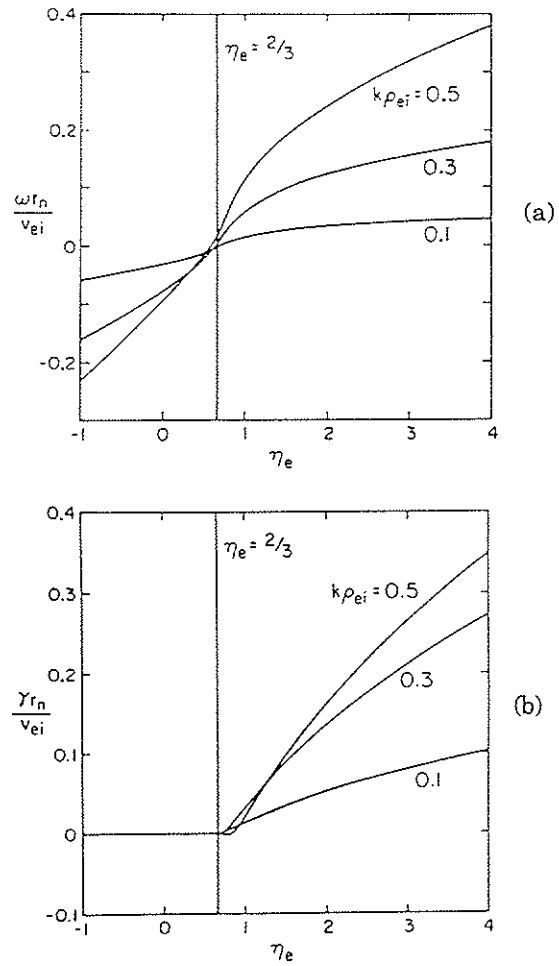 0.4
η_e = 2/3
kρ_ei = 0.5
0.2
0.3
ωr_n
v_ei
(a)
0.1
0
-0.2
-1
0
1
2
3
4
η_e
0.4
η_e = 2/3
0.3
kρ_ei = 0.5
0.3
0.2
γr_n
v_ei
(b)
0.1
0.1
0
-0.1
-1
0
1
2
3
4
η_e